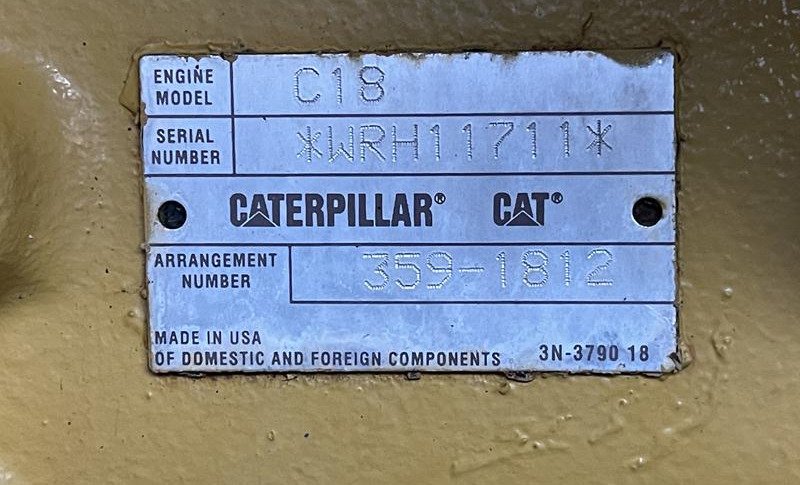 ENGINE MODEL C18
SERIAL NUMBER *WRH11711*
CATERPILLAR® CAT®
ARRANGEMENT NUMBER 359-1812
MADE IN USA
OF DOMESTIC AND FOREIGN COMPONENTS 3N-3790 18